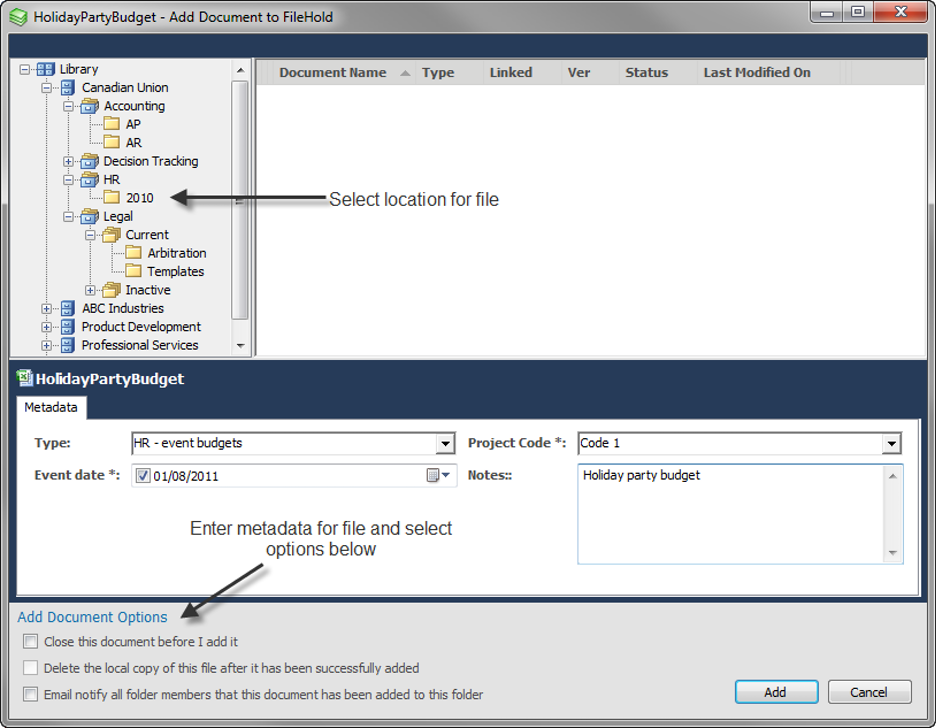 HolidayPartyBudget - Add Document to FileHold
Library
Canadian Union
Accounting
AP
AR
Decision Tracking
HR
2010
Legal
Current
Arbitration
Templates
Inactive
ABC Industries
Product Development
Professional Services
Document Name Type Linked Ver Status Last Modified On
Select location for file
HolidayPartyBudget
Metadata
Type: HR - event budgets Project Code *: Code 1
Event date *: 01/08/2011 Notes:: Holiday party budget
Enter metadata for file and select
options below
Add Document Options
Close this document before I add it
Delete the local copy of this file after it has been successfully added
Email notify all folder members that this document has been added to this folder
Add Cancel